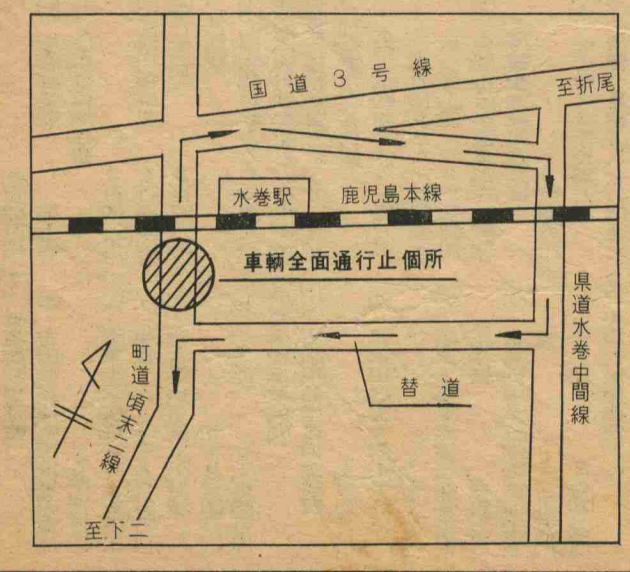 国道3号線
至折尾
水巻駅
鹿児島本線
車輌全面通行止個所
県道水巻中間線
町道頃末二線
替道
至下二